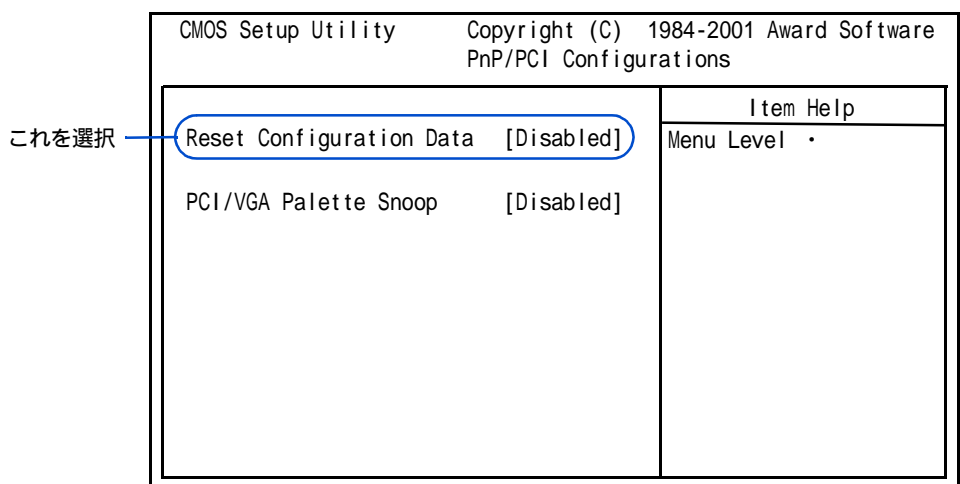 CMOS Setup Utility Copyright (C) 1984-2001 Award Software
PnP/PCI Configurations
Item Help
これを選択
Reset Configuration Data [Disabled]
Menu Level ・
PCI/VGA Palette Snoop [Disabled]